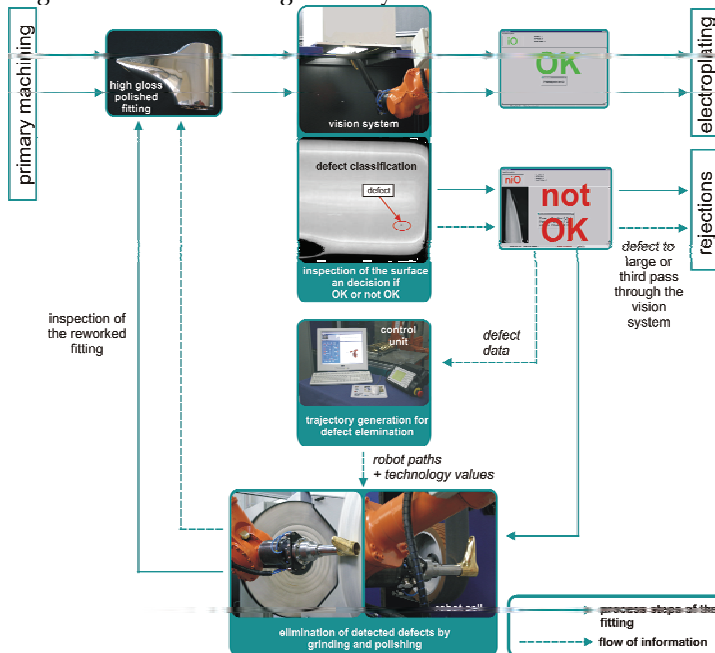 primary machining
high gloss
polished
fitting
vision system
iO
OK
electroplating
defect classification
defect
niO
not
OK
rejections
inspection of the surface
an decision if
OK or not OK
defect to
large or
third pass
through the
vision
system
inspection of
the reworked
fitting
control
unit
defect
data
trajectory generation for
defect elemination
robot paths
+ technology values
robot cell
elimination of detected defects by
grinding and polishing
process steps of the
fitting
flow of information